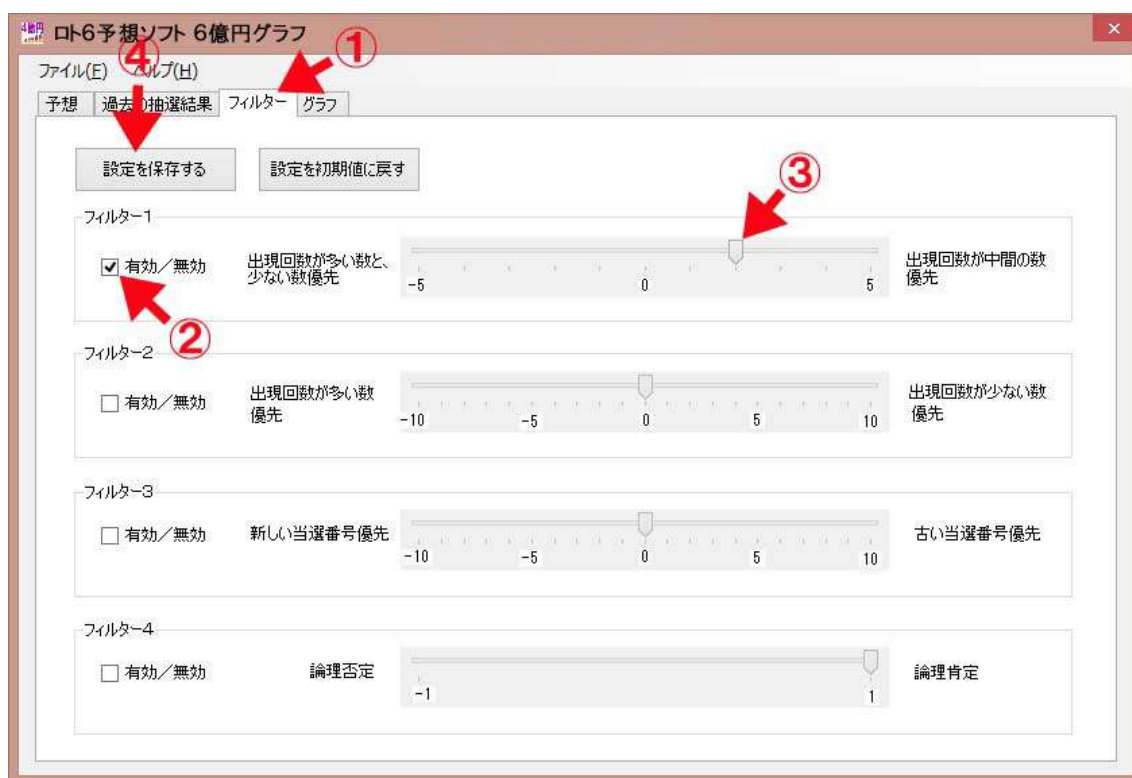 ロト6予想ソフト 6億円グラフ
×
④
①
ファイル(F) ヘルプ(H)
予想 過去の抽選結果 フィルター グラフ
設定を保存する 設定を初期値に戻す
③
フィルター1
有効/無効
出現回数が多い数と、
少ない数優先
-5 0 5
出現回数が中間の数
優先
②
フィルター2
有効/無効
出現回数が多い数
優先
-10 -5 0 5 10
出現回数が少ない数
優先
フィルター3
有効/無効 新しい当選番号優先
-10 -5 0 5 10
古い当選番号優先
フィルター4
有効/無効 論理否定
-1 1
論理肯定